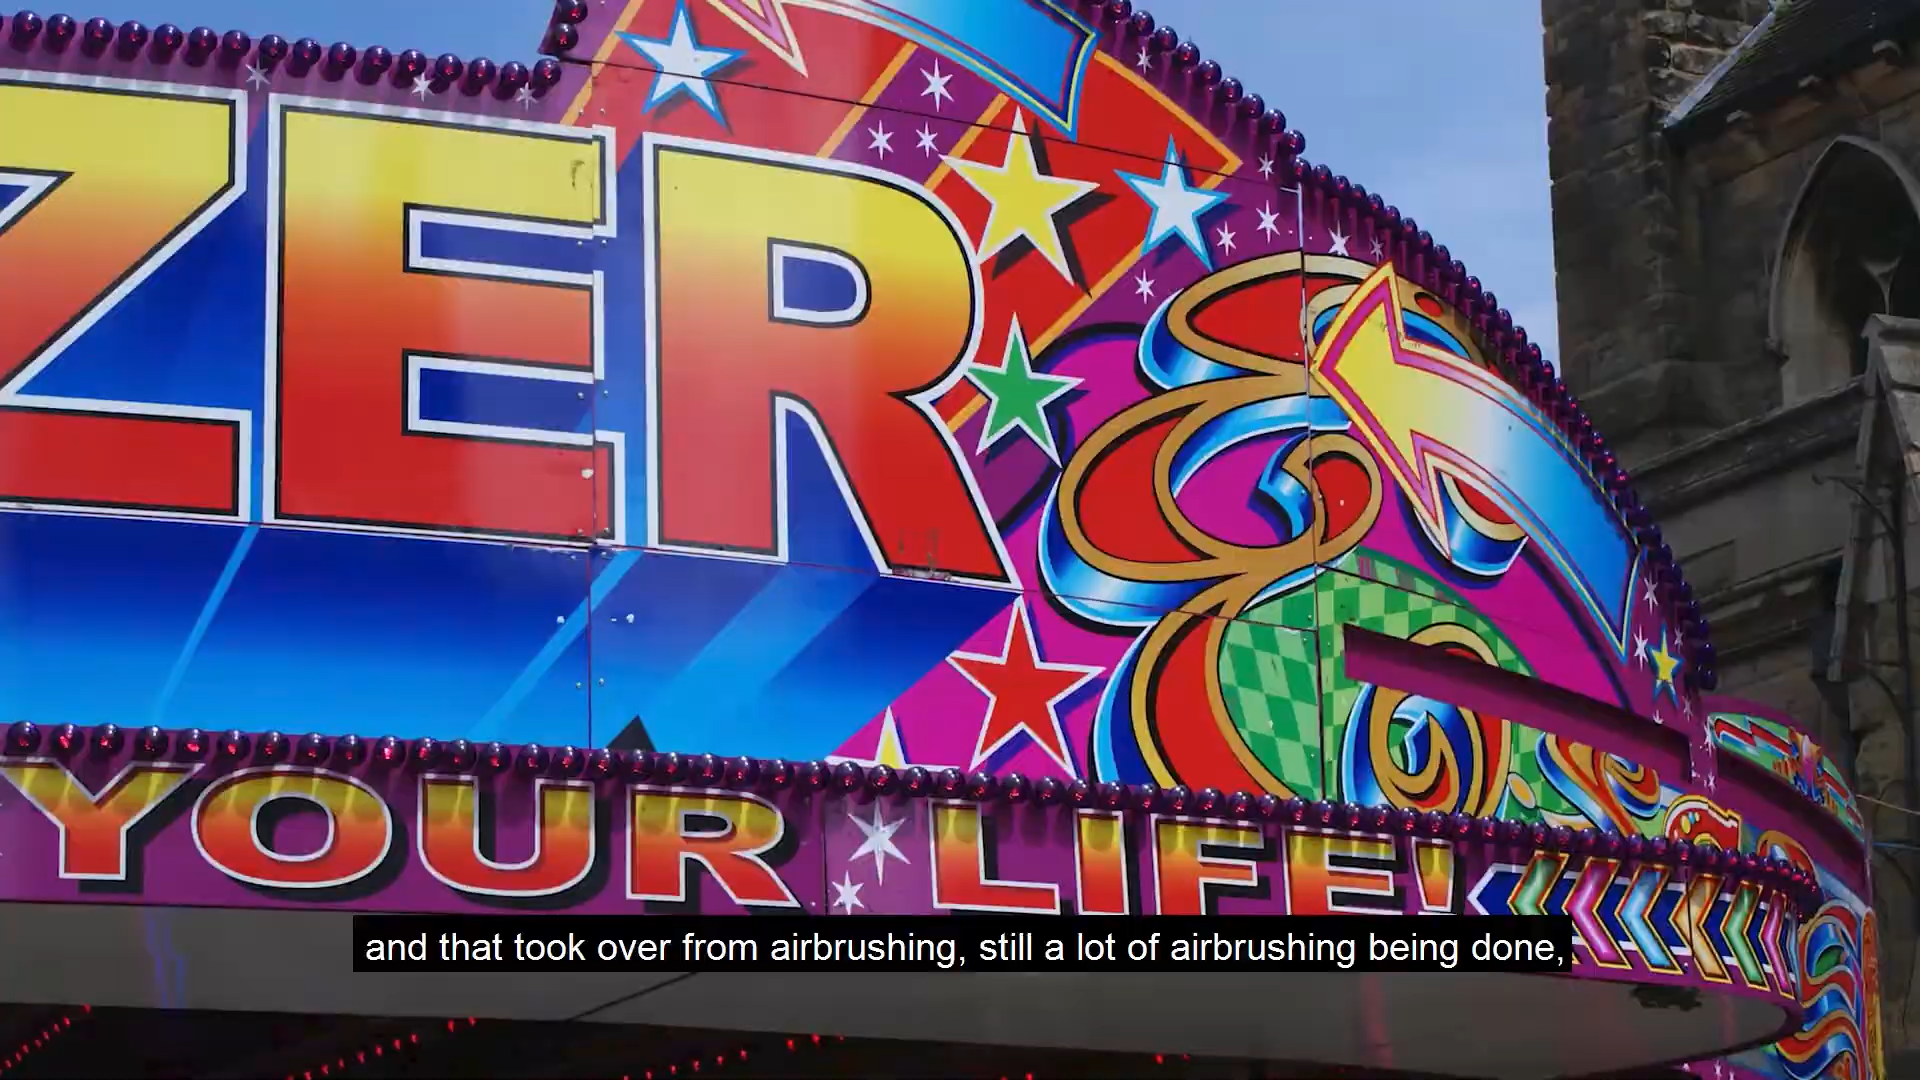 ZER
YOUR LIFE!
and that took over from airbrushing, still a lot of airbrushing being done,